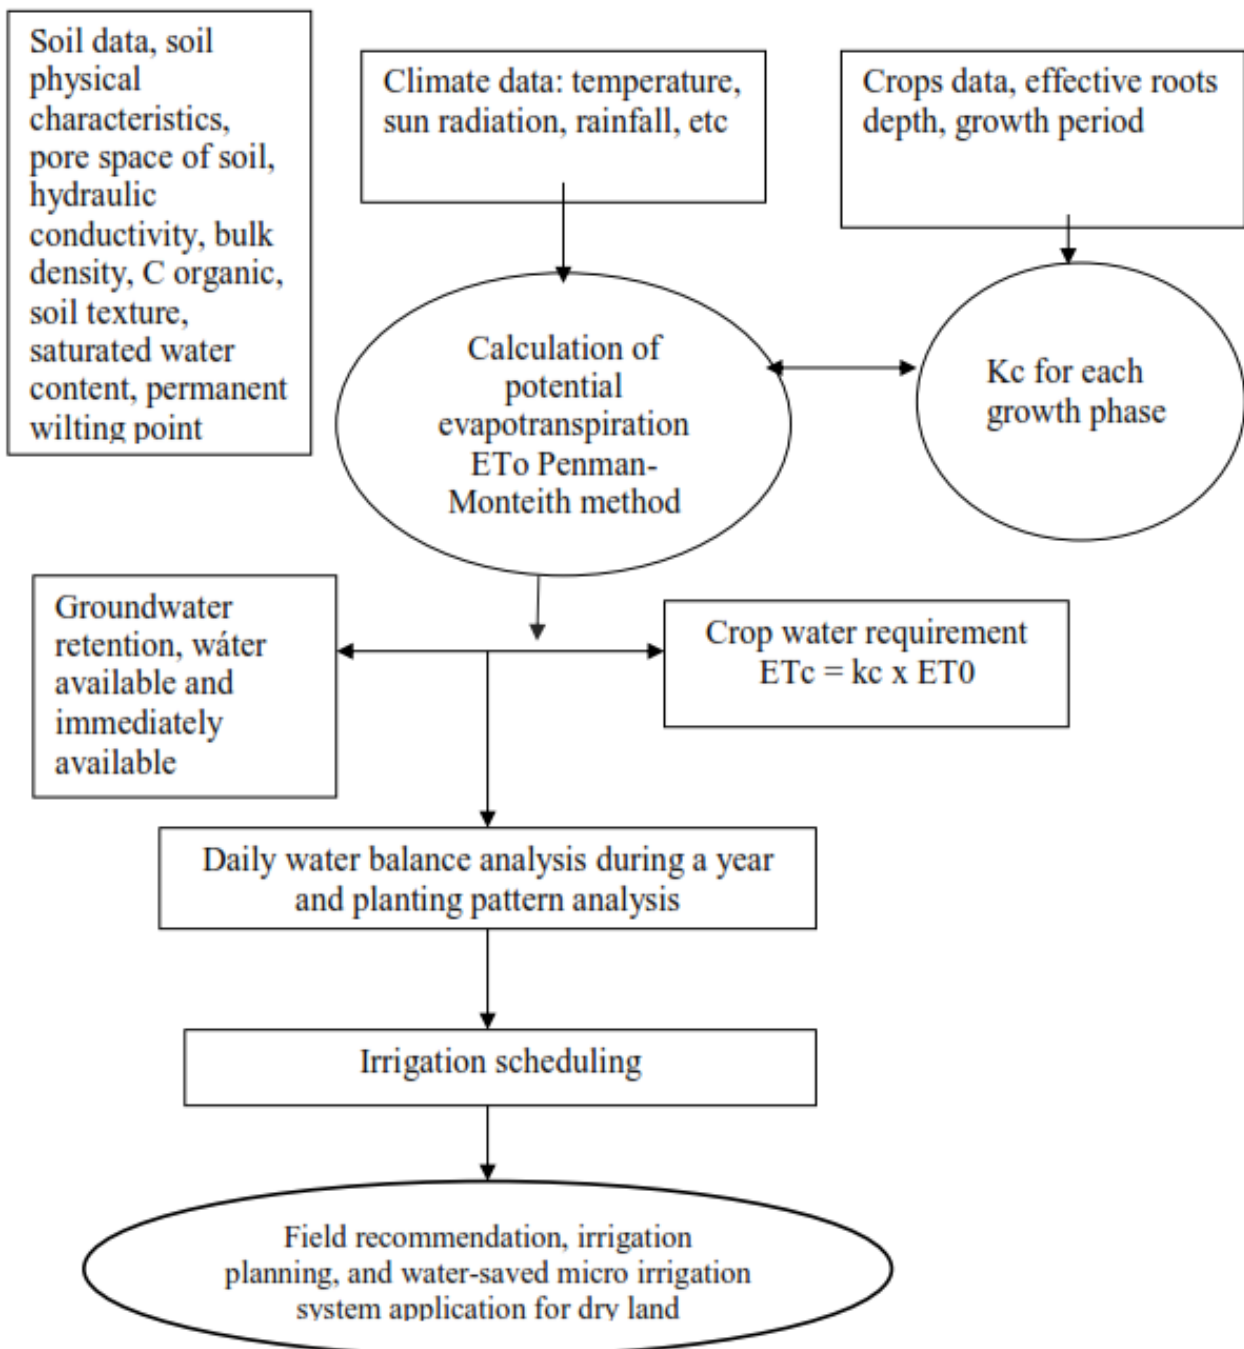 Soil data, soil
physical
characteristics,
pore space of soil,
hydraulic
conductivity, bulk
density, C organic,
soil texture,
saturated water
content, permanent
wilting point
Climate data: temperature,
sun radiation, rainfall, etc
Crops data, effective roots
depth, growth period
Calculation of
potential
evapotranspiration
ETo Penman-
Monteith method
Kc for each
growth phase
Groundwater
retention, wáter
available and
immediately
available
Crop water requirement
ETc = kc x ET0
Daily water balance analysis during a year
and planting pattern analysis
Irrigation scheduling
Field recommendation, irrigation
planning, and water-saved micro irrigation
system application for dry land